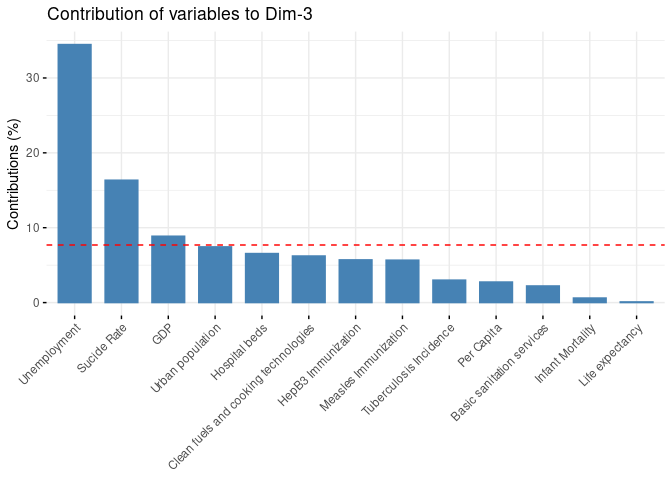 Contribution of variables to Dim-3
Contributions (%)
30
20
10
0
Unemployment
Sucide Rate
GDP
Urban population
Hospital beds
Clean fuels and cooking technologies
HepB3 Immunization
Measles Immunization
Tuberculosis Incidence
Per Capita
Basic sanitation services
Infant Mortality
Life expectancy